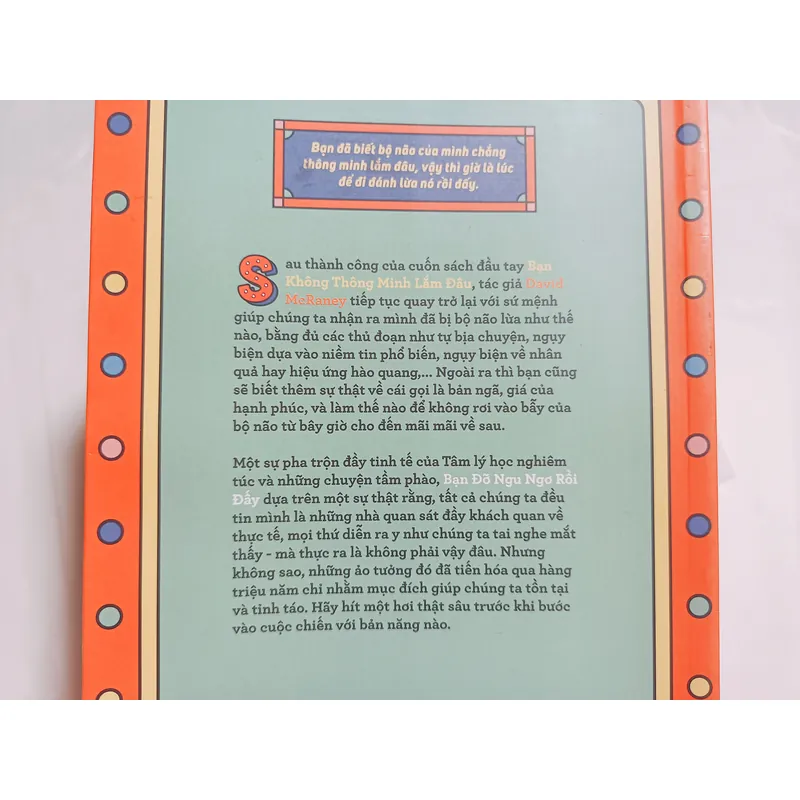 Bạn đã biết bộ não của mình chẳng
thông minh lắm đâu, vậy thì giờ là lúc
để đi đánh lừa nó rồi đấy.
Sau thành công của cuốn sách đầu tay Bạn
Không Thông Minh Lắm Đâu, tác giả David
McRaney tiếp tục quay trở lại với sứ mệnh
giúp chúng ta nhận ra mình đã bị bộ não lừa như thế
nào, bằng đủ các thủ đoạn như tự bịa chuyện, ngụy
biện dựa vào niềm tin phổ biến, ngụy biện về nhân
quả hay hiệu ứng hào quang,... Ngoài ra thì bạn cũng
sẽ biết thêm sự thật về cái gọi là bản ngã, giá của
hạnh phúc, và làm thế nào để không rơi vào bẫy của
bộ não từ bây giờ cho đến mãi mãi về sau.
Một sự pha trộn đầy tinh tế của Tâm lý học nghiêm
túc và những chuyện tầm phào, Bạn Đỡ Ngu Ngơ Rồi
Đấy dựa trên một sự thật rằng, tất cả chúng ta đều
tin mình là những nhà quan sát đầy khách quan về
thực tế, mọi thứ diễn ra y như chúng ta tai nghe mắt
thấy - mà thực ra là không phải vậy đâu. Nhưng
không sao, những ảo tưởng đó đã tiến hóa qua hàng
triệu năm chỉ nhằm mục đích giúp chúng ta tồn tại
và tỉnh táo. Hãy hít một hơi thật sâu trước khi bước
vào cuộc chiến với bản năng nào.